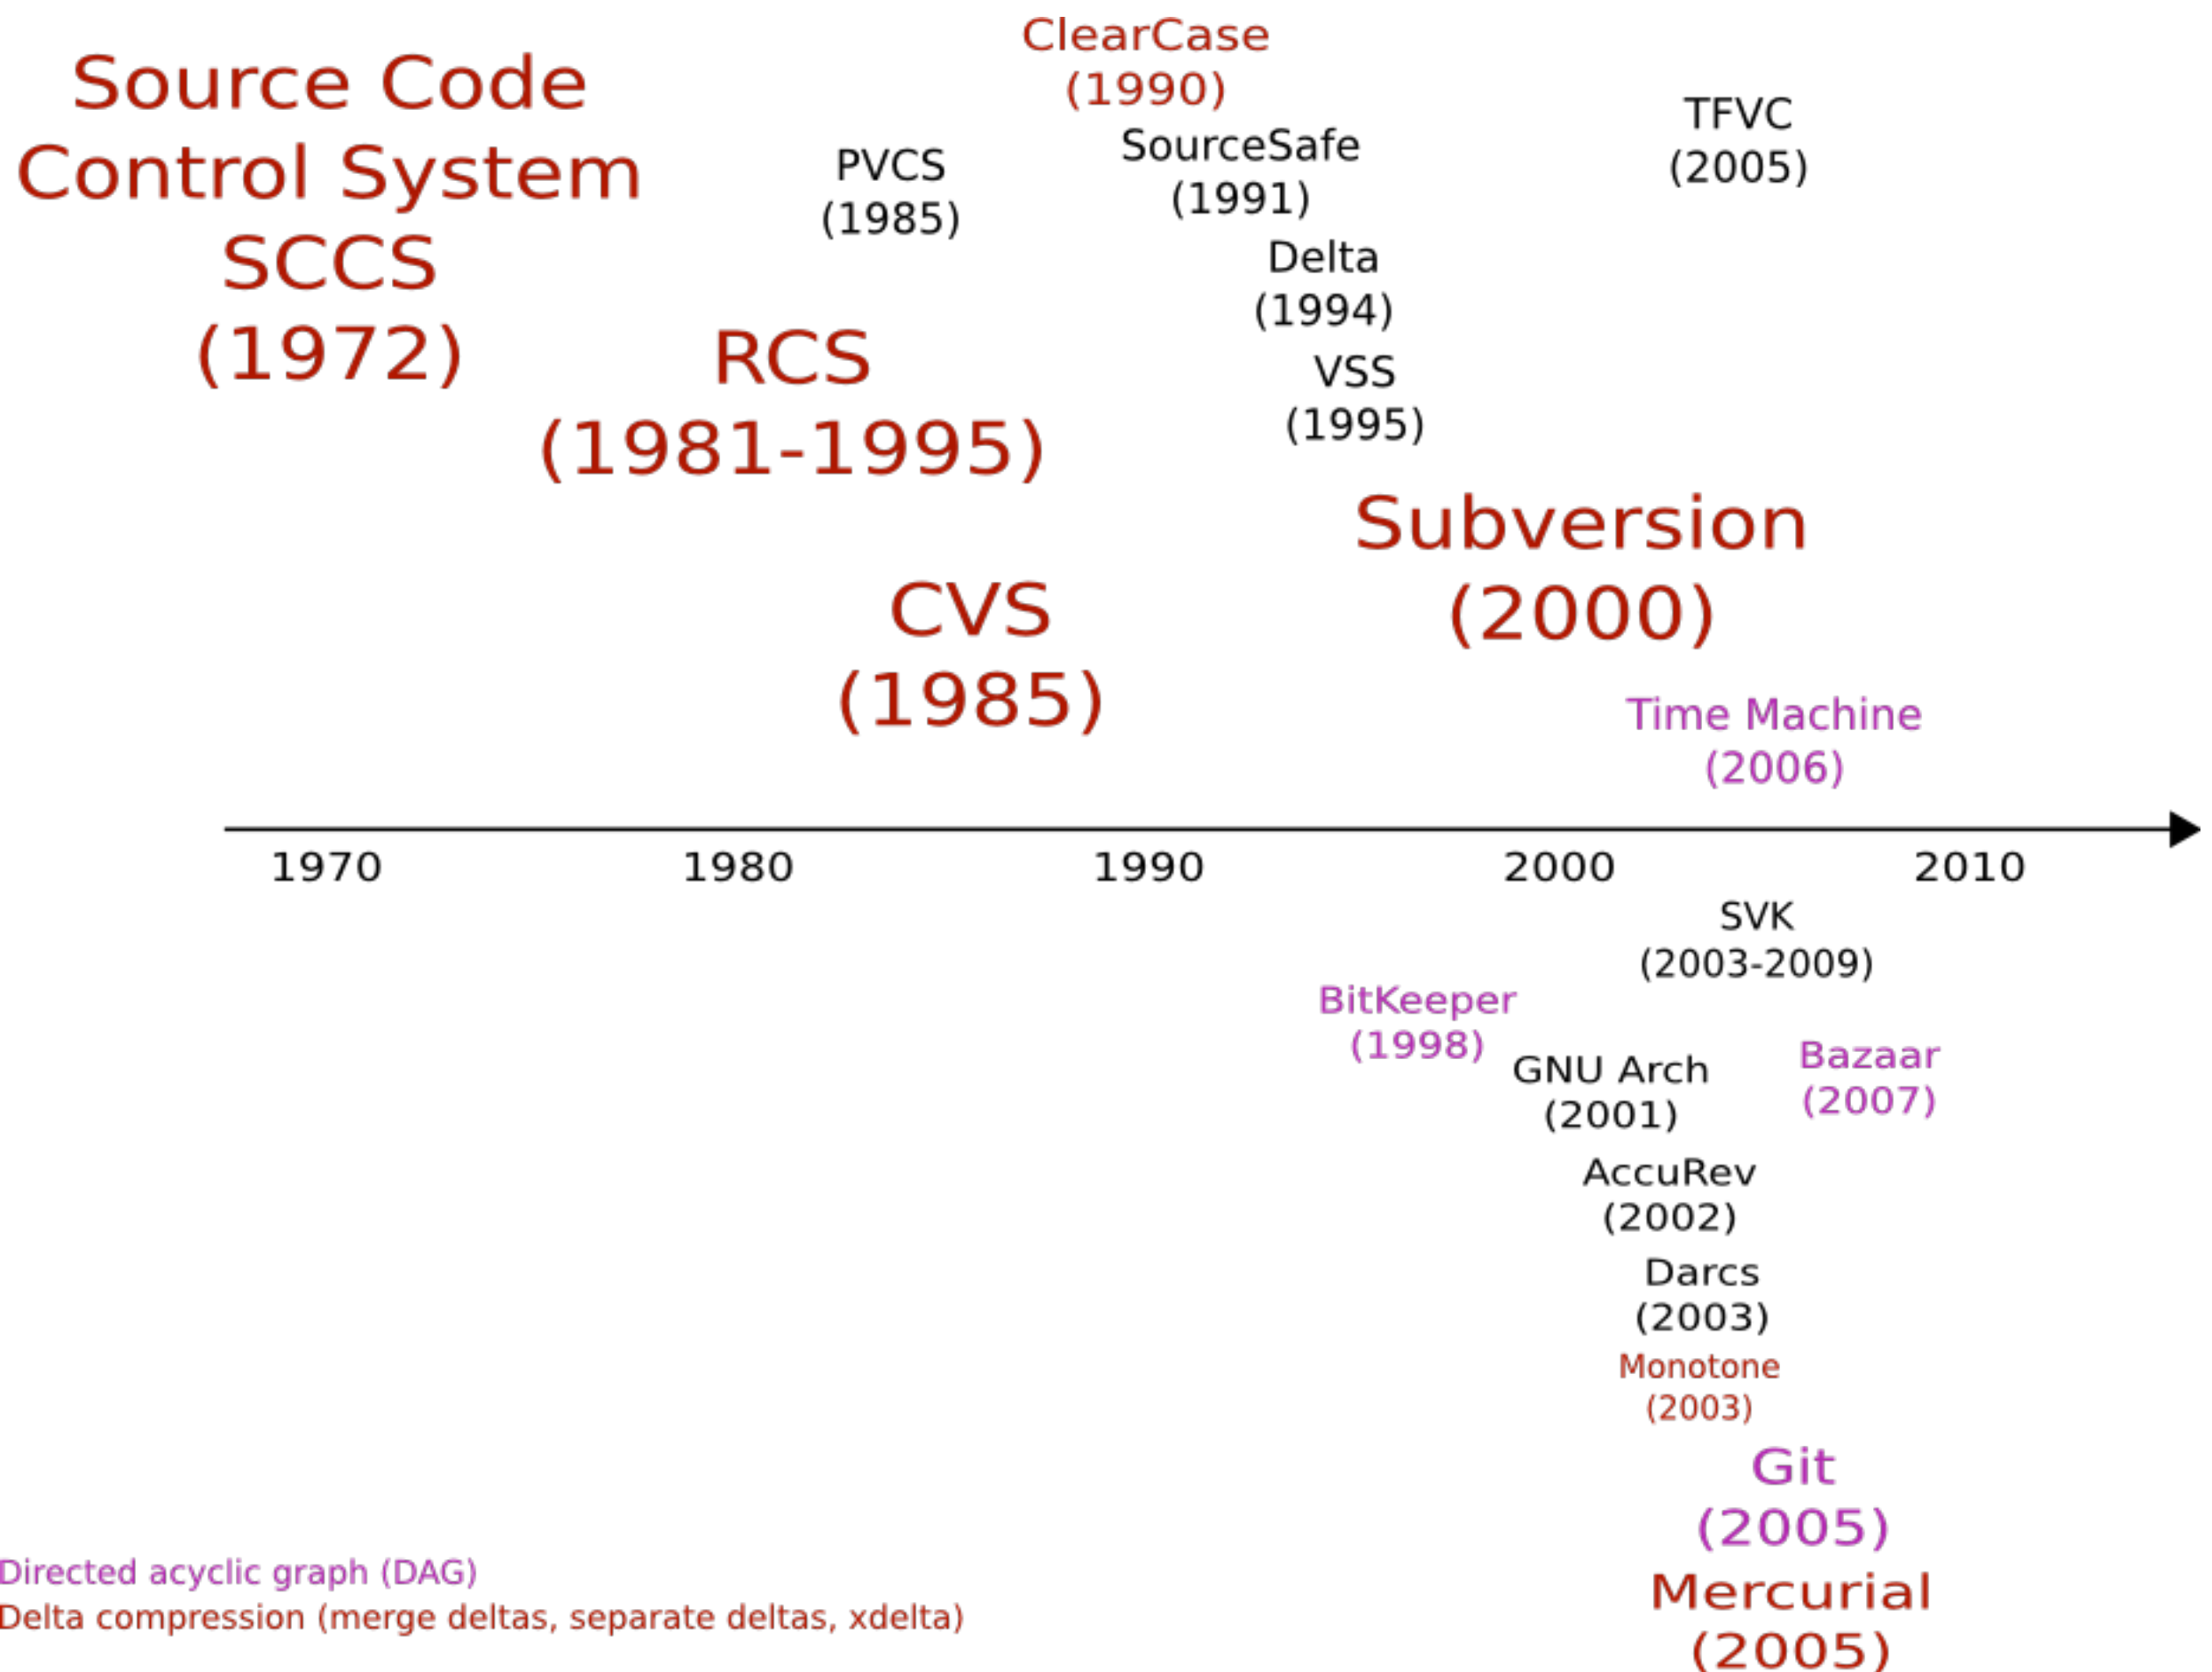 Source Code
Control System
SCCS
(1972)
ClearCase
(1990)
PVCS
(1985)
SourceSafe
(1991)
TFVC
(2005)
Delta
(1994)
RCS
(1981-1995)
VSS
(1995)
Subversion
(2000)
CVS
(1985)
Time Machine
(2006)
1970 1980 1990 2000 2010
SVK
(2003-2009)
BitKeeper
(1998)
GNU Arch
(2001)
Bazaar
(2007)
AccuRev
(2002)
Darcs
(2003)
Monotone
(2003)
Git
(2005)
Mercurial
(2005)
Directed acyclic graph (DAG)
Delta compression (merge deltas, separate deltas, xdelta)